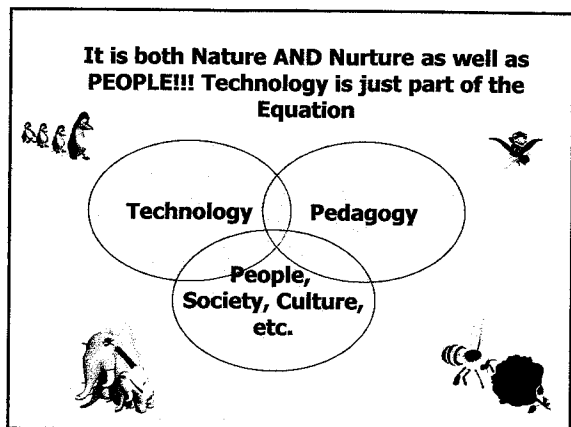 It is both Nature AND Nurture as well as
PEOPLE!!! Technology is just part of the
Equation
Technology
Pedagogy
People,
Society, Culture,
etc.